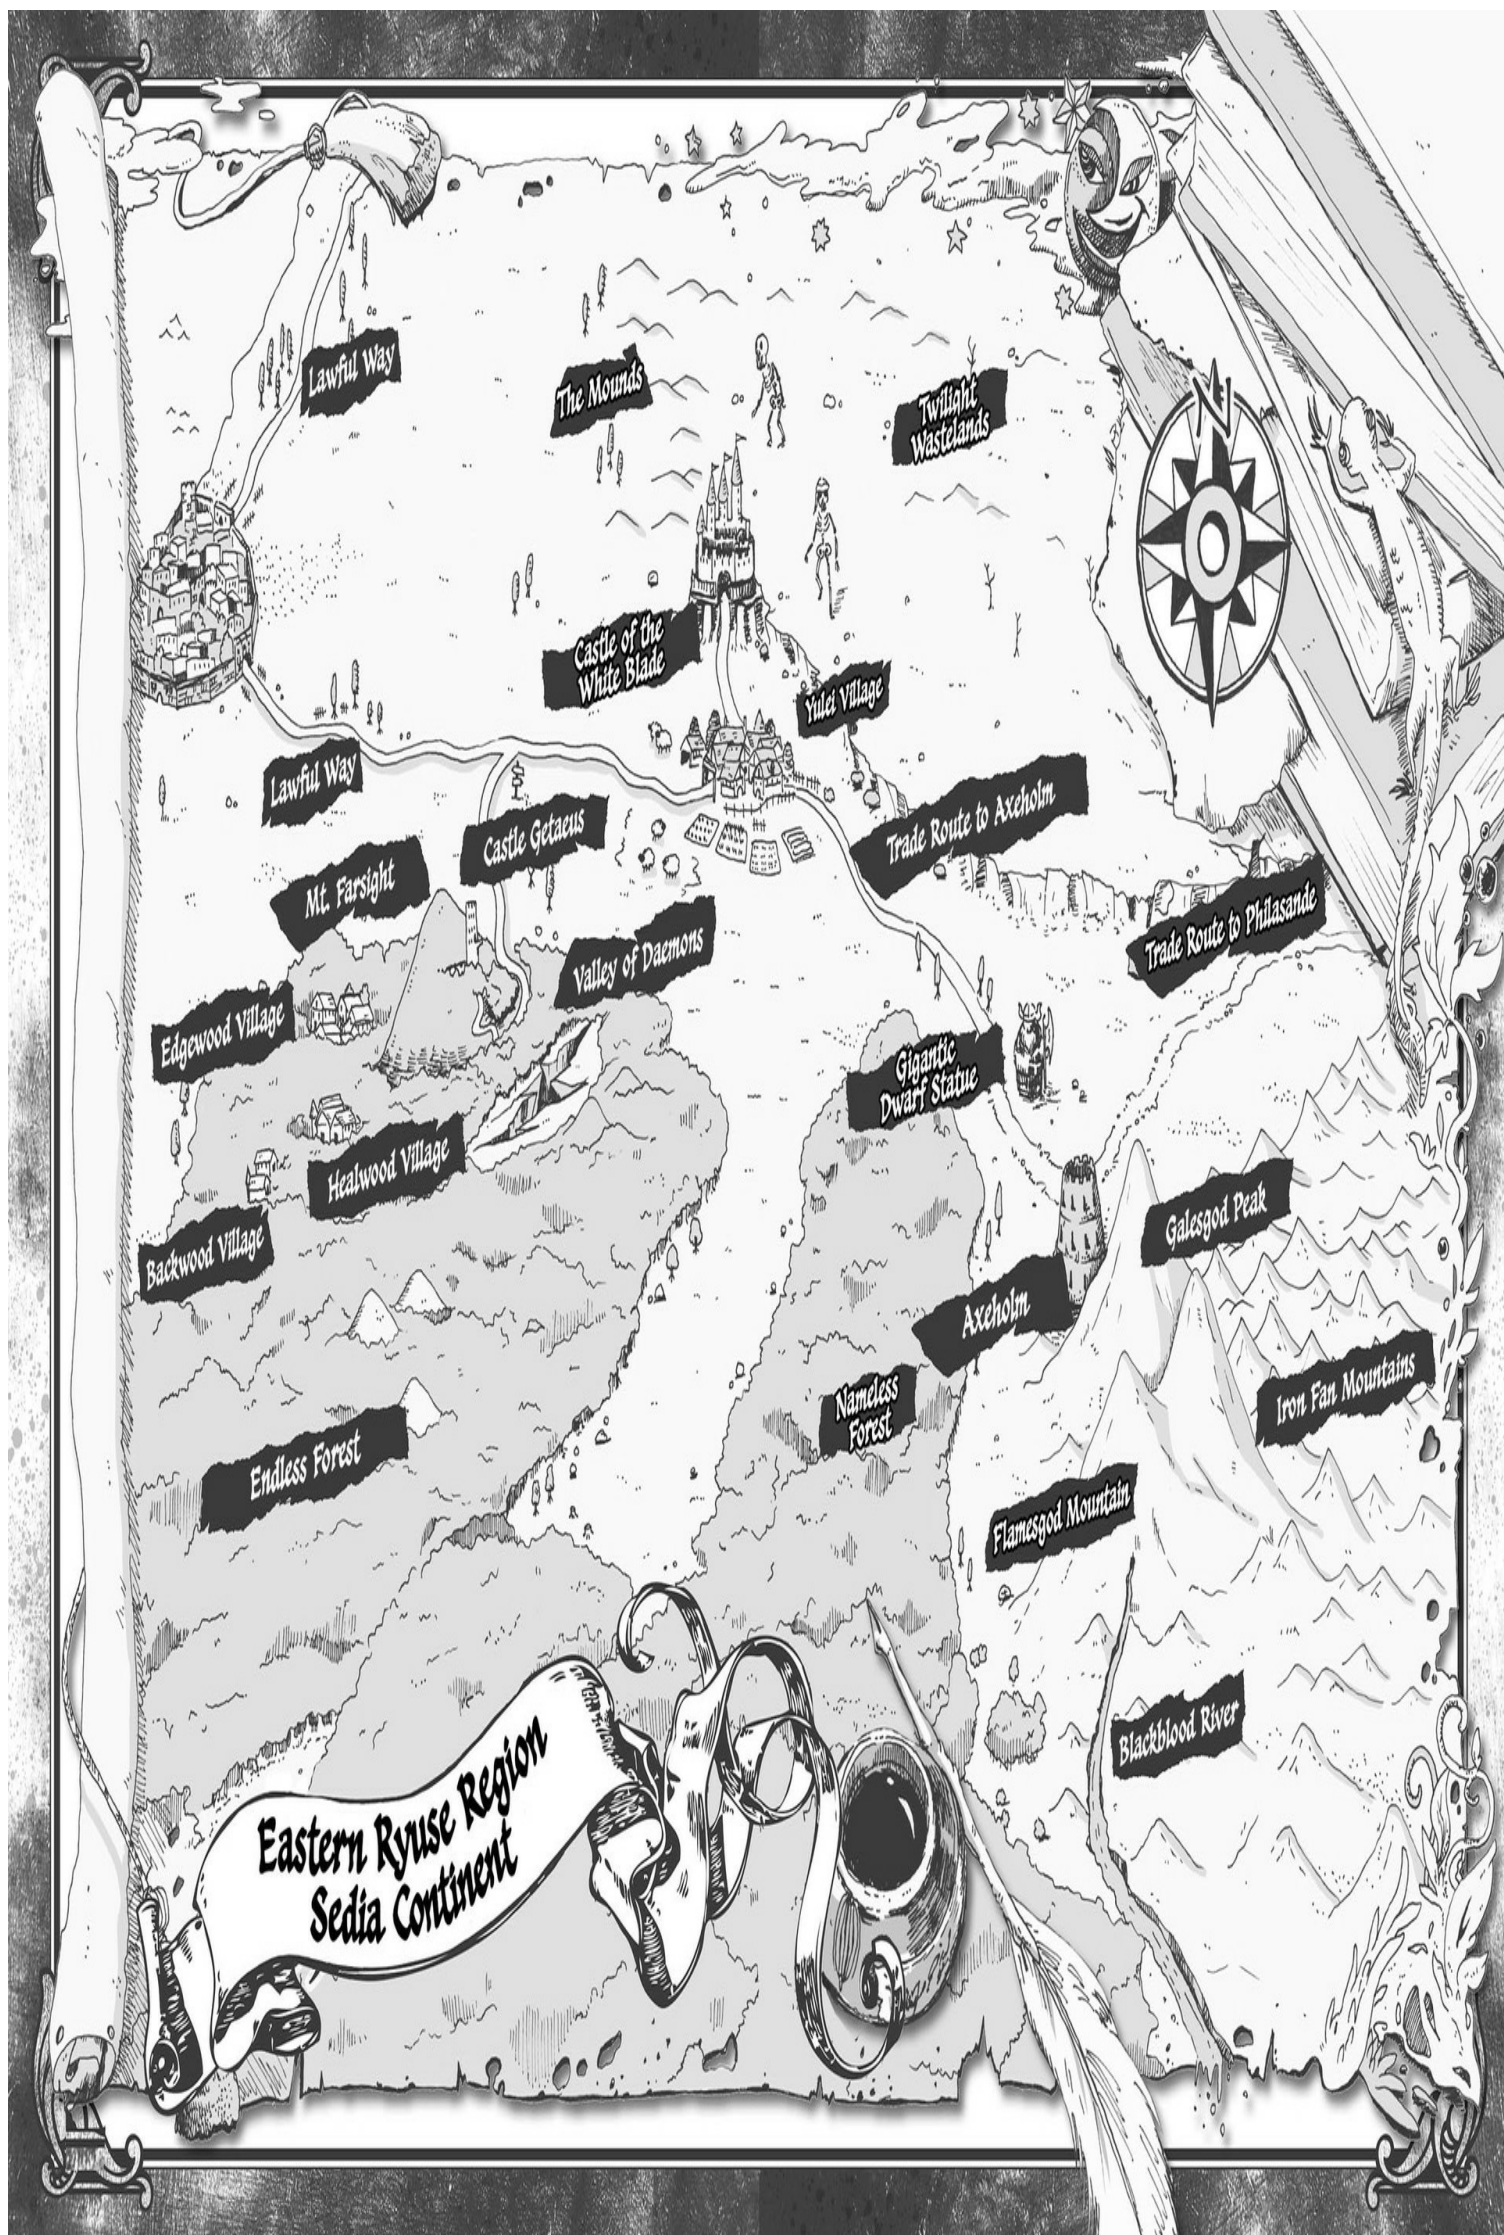 N
Lawful Way
The Mounds
Twilight
Wastelands
Castle of the
White Blade
Yulei Village
Lawful Way
Castle Getaeus
Trade Route to Axeholm
Mt. Farsight
Trade Route to Philasande
Valley of Daemons
Edgewood Village
Gigantic
Dwarf Statue
Healwood Village
Galesgod Peak
Backwood Village
Axeholm
Iron Fan Mountains
Nameless
Forest
Endless Forest
Flamesgod Mountain
Blackblood River
Eastern Ryuse Region
Sedia Continent